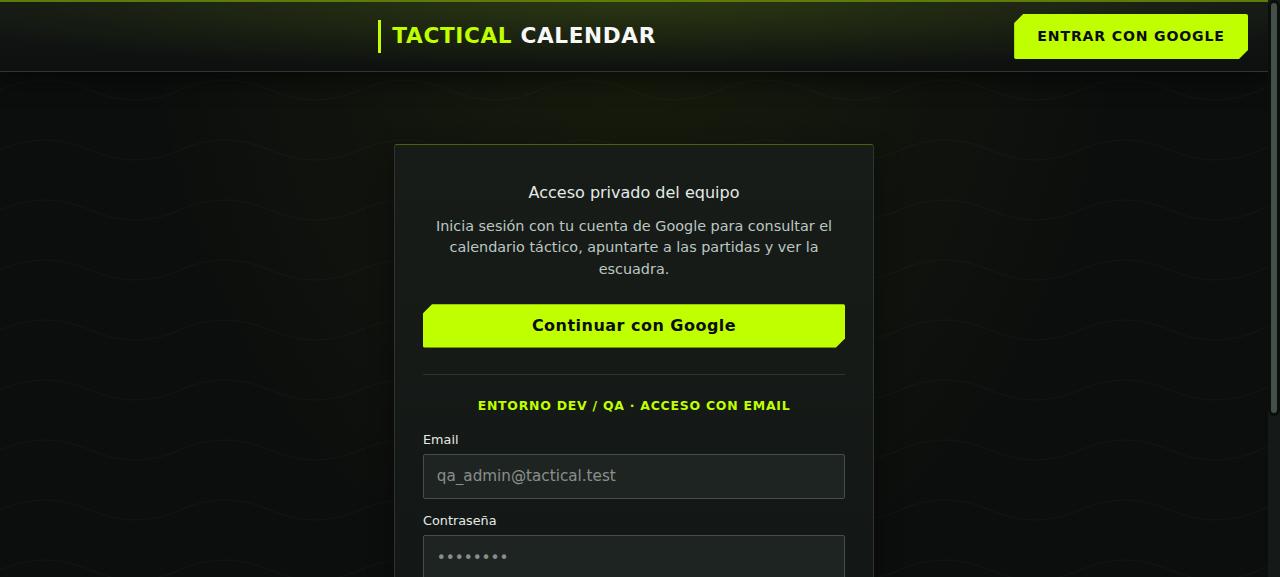 TACTICAL CALENDAR
ENTRAR CON GOOGLE
Acceso privado del equipo
Inicia sesión con tu cuenta de Google para consultar el
calendario táctico, apuntarte a las partidas y ver la
escuadra.
Continuar con Google
ENTORNO DEV / QA · ACCESO CON EMAIL
Email
qa_admin@tactical.test
Contraseña
••••••••